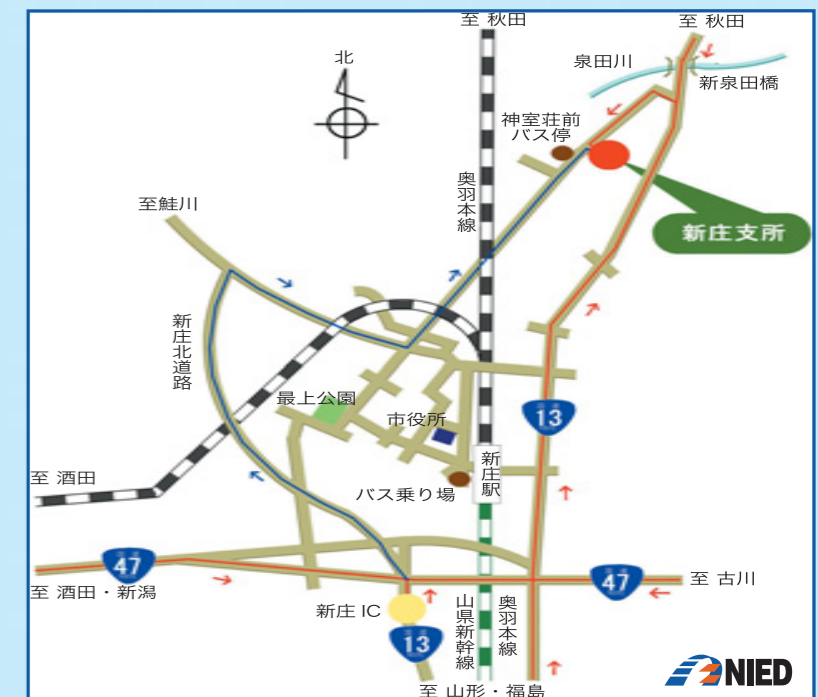 至 秋田
至 秋田
北
泉田川
新泉田橋
神室荘前
バス停
奥羽本線
至鮭川
新庄支所
新庄北道路
最上公園
13
市役所
至 酒田
新庄駅
バス乗り場
47
47
至 古川
至 酒田・新潟
新庄 IC
13
山県新幹線
奥羽本線
NIED
至 山形・福島